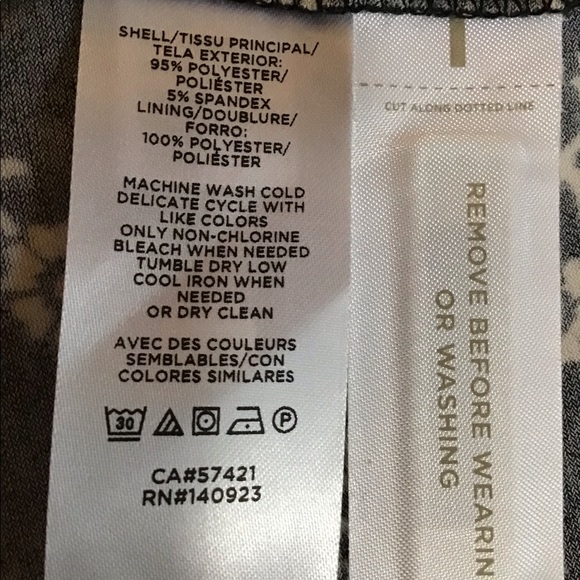 SHELL/TISSU PRINCIPAL/
TELA EXTERIOR:
95% POLYESTER/
POLIÉSTER
5% SPANDEX
LINING/DOUBLURE/
FORRO:
100% POLYESTER/
POLIÉSTER
MACHINE WASH COLD
DELICATE CYCLE WITH
LIKE COLORS
ONLY NON-CHLORINE
BLEACH WHEN NEEDED
TUMBLE DRY LOW
COOL IRON WHEN
NEEDED
OR DRY CLEAN
AVEC DES COULEURS
SEMBLABLES/CON
COLORES SIMILARES
30 P
CA#57421
RN#140923
CUT ALONG DOTTED LINE
REMOVE BEFORE WEARIN
OR WASHING